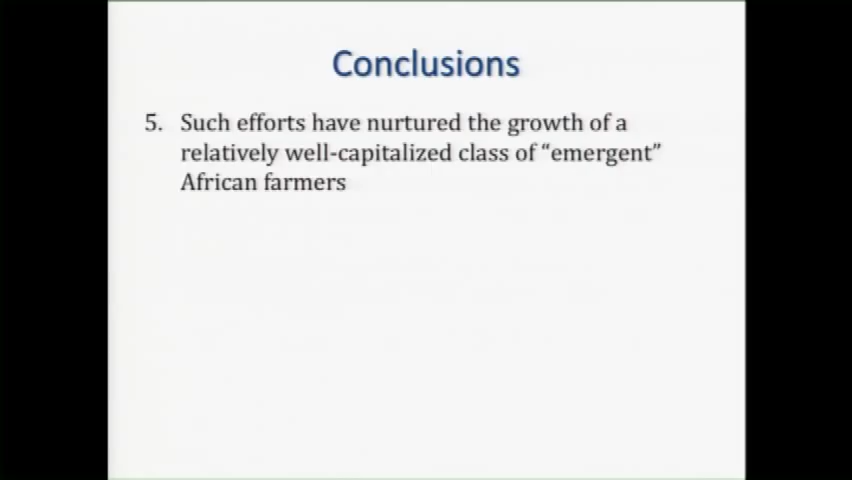 Conclusions
5. Such efforts have nurtured the growth of a
relatively well-capitalized class of “emergent”
African farmers